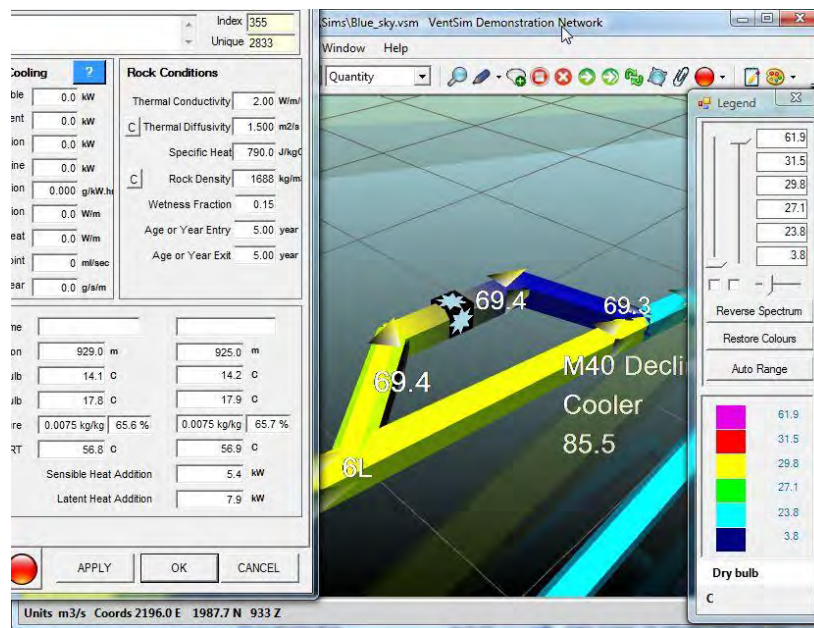 Index 355
Unique 2833
Sims\Blue_sky.vsm VentSim Demonstration Network
Window Help
Quantity
Cooling ?
ble 0.0 kW
ent 0.0 kW
ion 0.0 kW
ine 0.0 kW
ion 0.000 g/kW.hr
ion 0.0 W/m
eat 0.0 W/m
oint 0 ml/sec
ear 0.0 g/s/m
Rock Conditions
Thermal Conductivity 2.00 W/m/
C Thermal Diffusivity 1.500 m2/s
Specific Heat 790.0 J/kgC
C Rock Density 1688 kg/m
Wetness Fraction 0.15
Age or Year Entry 5.00 year
Age or Year Exit 5.00 year
me
on 929.0 m 925.0 m
ulb 14.1 C 14.2 C
ulb 17.8 C 17.9 C
re 0.0075 kg/kg 65.6 % 0.0075 kg/kg 65.7 %
RT 56.8 C 56.9 C
Sensible Heat Addition 5.4 kW
Latent Heat Addition 7.9 kW
APPLY OK CANCEL
69.4
69.3
69.4
M40 Decli
Cooler
85.5
6L
Legend
61.9
31.5
29.8
27.1
23.8
3.8
Reverse Spectrum
Restore Colours
Auto Range
61.9
31.5
29.8
27.1
23.8
3.8
Dry bulb
C
Units m3/s Coords 2196.0 E 1987.7 N 933 Z